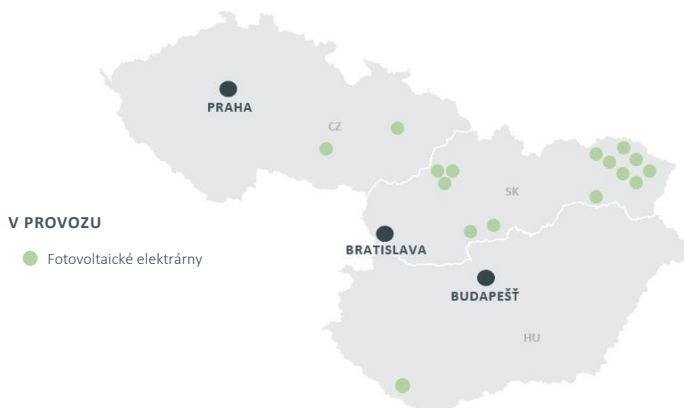 PRAHA
CZ
SK
V PROVOZU
BRATISLAVA
Fotovoltaické elektrárny
BUDAPEŠŤ
HU